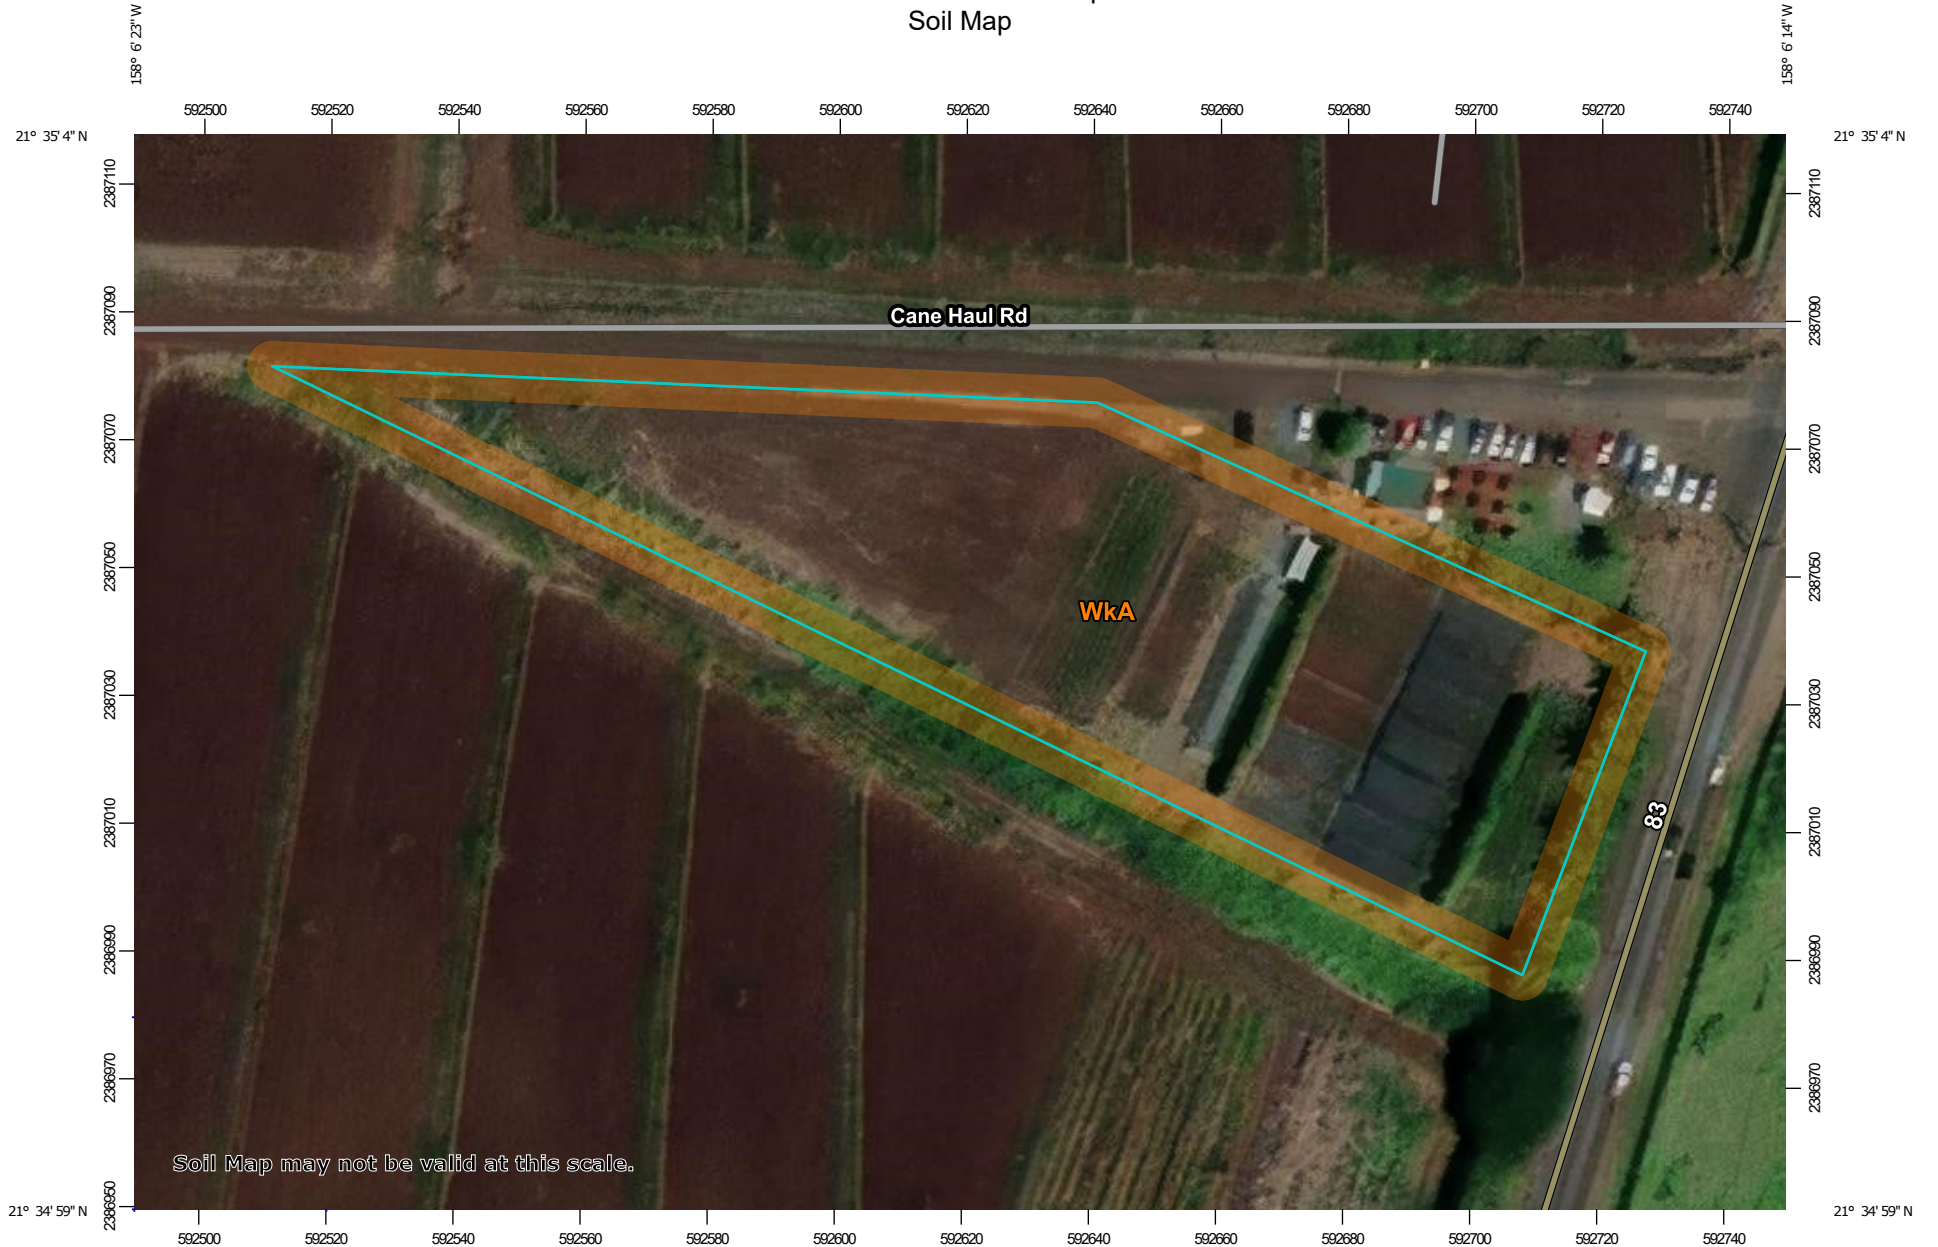 Soil Map
158° 6' 23'' W
158° 6' 14'' W
592500 592520 592540 592560 592580 592600 592620 592640 592660 592680 592700 592720 592740
21° 35' 4'' N
21° 35' 4'' N
2387110
2387110
2387090
2387090
Cane Haul Rd
2387070
2387070
2387050
2387050
WkA
2387030
2387030
2387010
2387010
83
2386990
2386990
2386970
2386970
Soil Map may not be valid at this scale.
2386950
21° 34' 59'' N
21° 34' 59'' N
592500 592520 592540 592560 592580 592600 592620 592640 592660 592680 592700 592720 592740